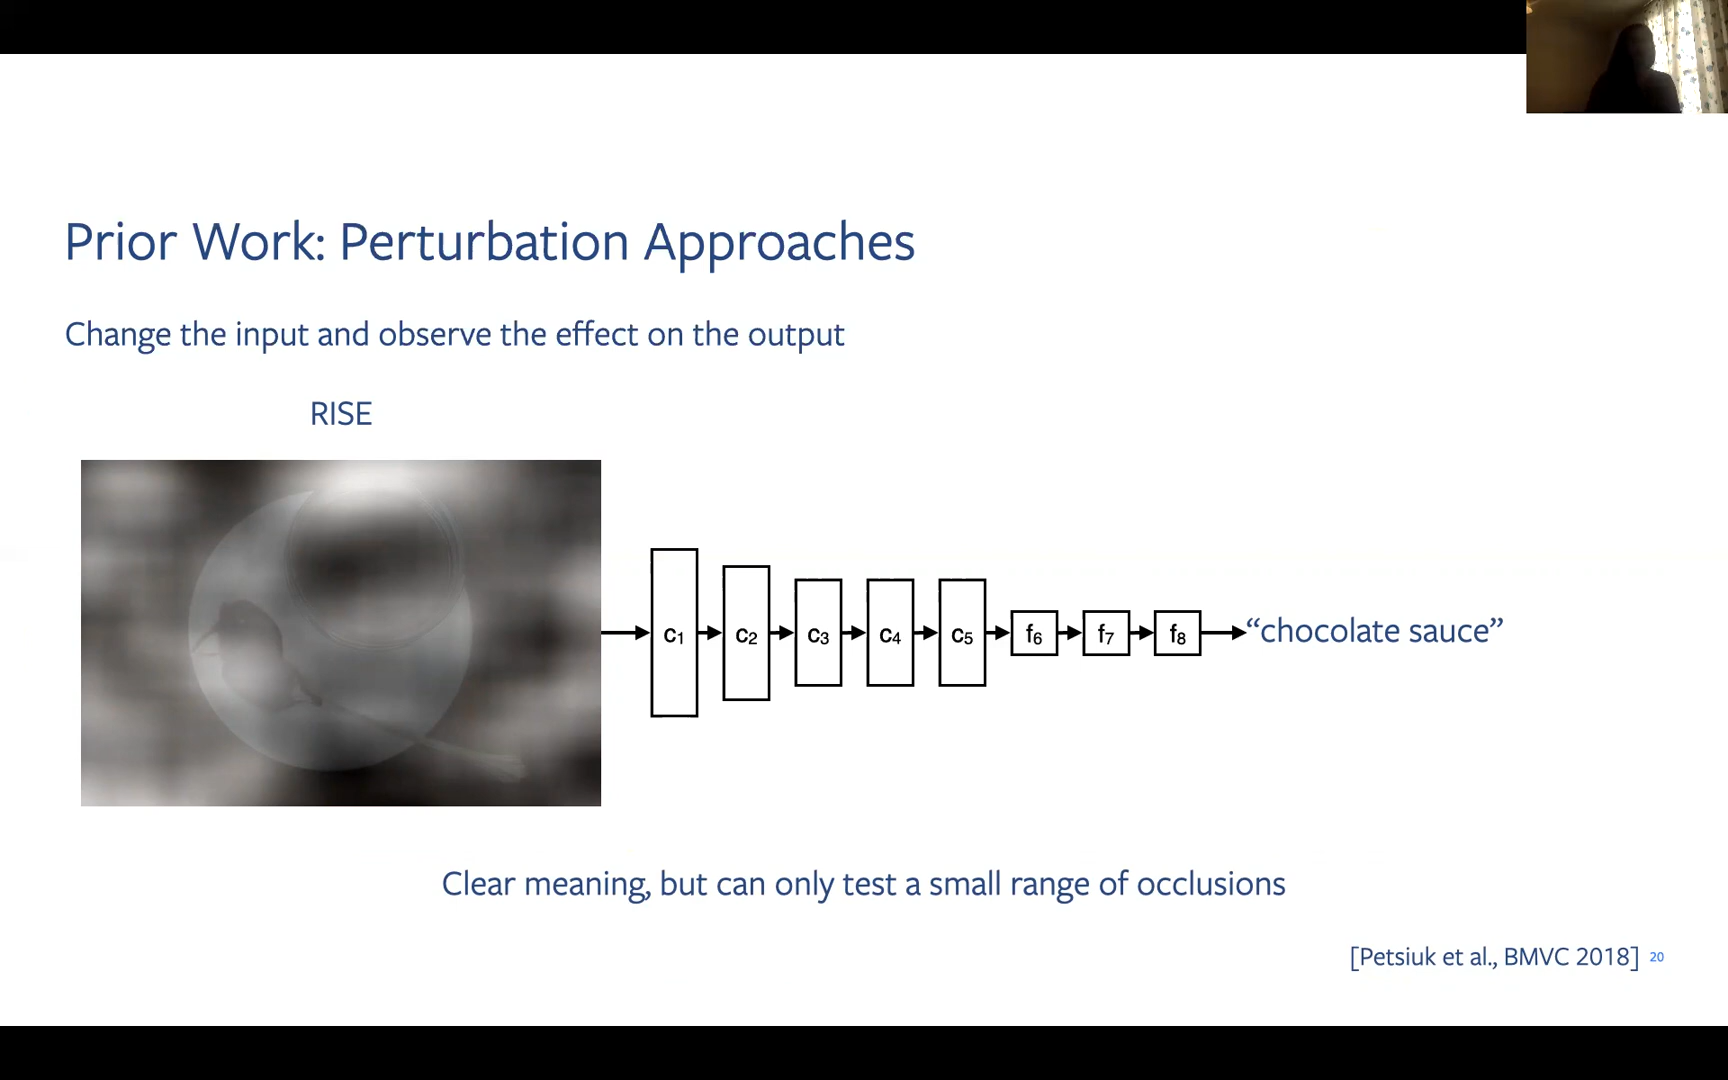 Prior Work: Perturbation Approaches
Change the input and observe the effect on the output
RISE
c1 c2 c3 c4 c5 f6 f7 f8 “chocolate sauce”
Clear meaning, but can only test a small range of occlusions
[Petsiuk et al., BMVC 2018] 20